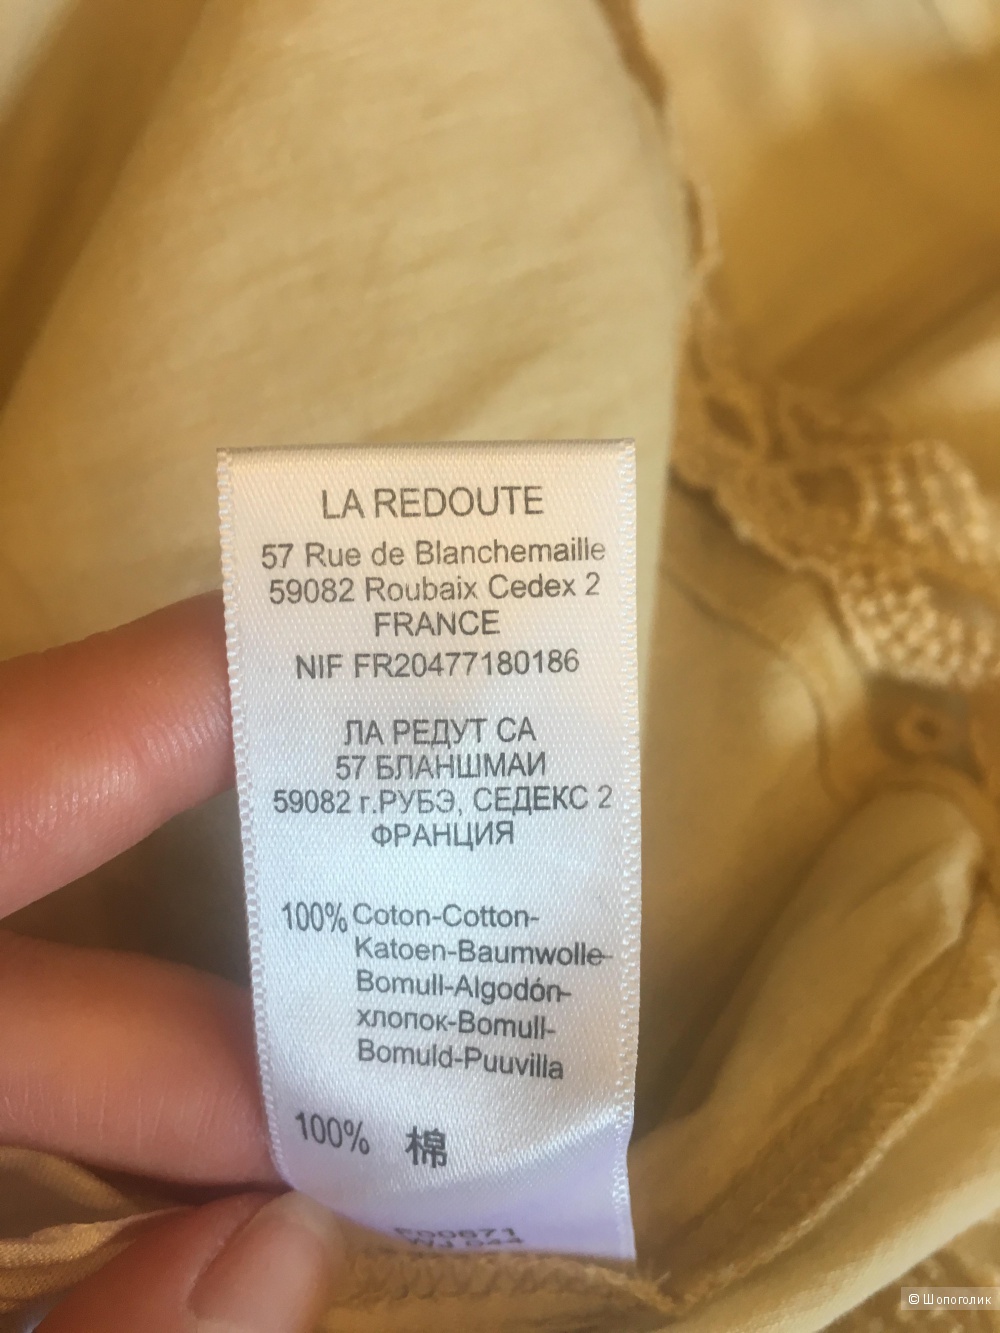 LA REDOUTE
57 Rue de Blanchemaille
59082 Roubaix Cedex 2
FRANCE
NIF FR20477180186
ЛА РЕДУТ СА
57 БЛАНШМАИ
59082 г.РУБЭ, СЕДЕКС 2
ФРАНЦИЯ
100% Coton-Cotton-
Katoen-Baumwolle-
Bomull-Algodón-
хлопок-Bomull-
Bomuld-Puuvilla
100% 棉
© Шопоголик